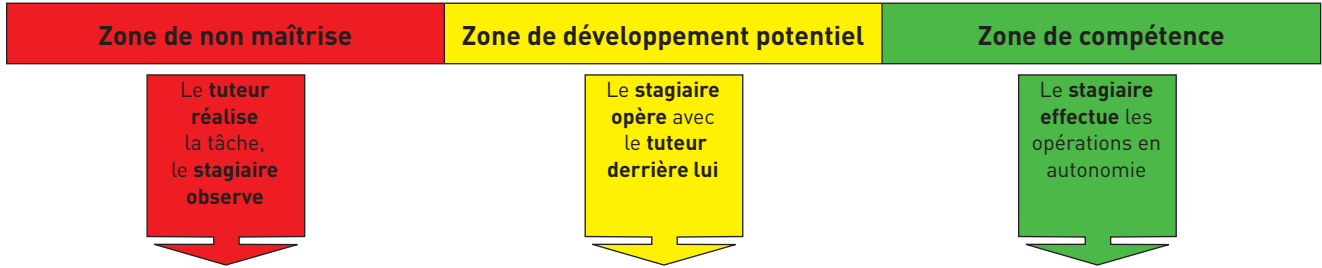 Zone de non maîtrise
Zone de développement potentiel
Zone de compétence
Le tuteur
réalise
la tâche,
le stagiaire
observe
Le stagiaire
opère avec
le tuteur
derrière lui
Le stagiaire
effectue les
opérations en
autonomie